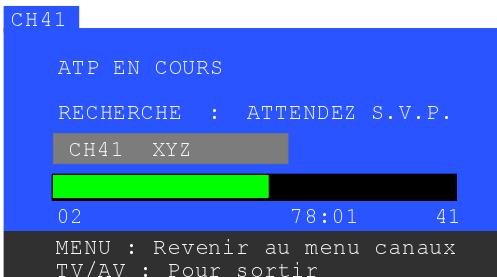 CH41
ATP EN COURS
RECHERCHE : ATTENDEZ S.V.P.
CH41 XYZ
02 78:01 41
MENU : Revenir au menu canaux
TV/AV : Pour sortir